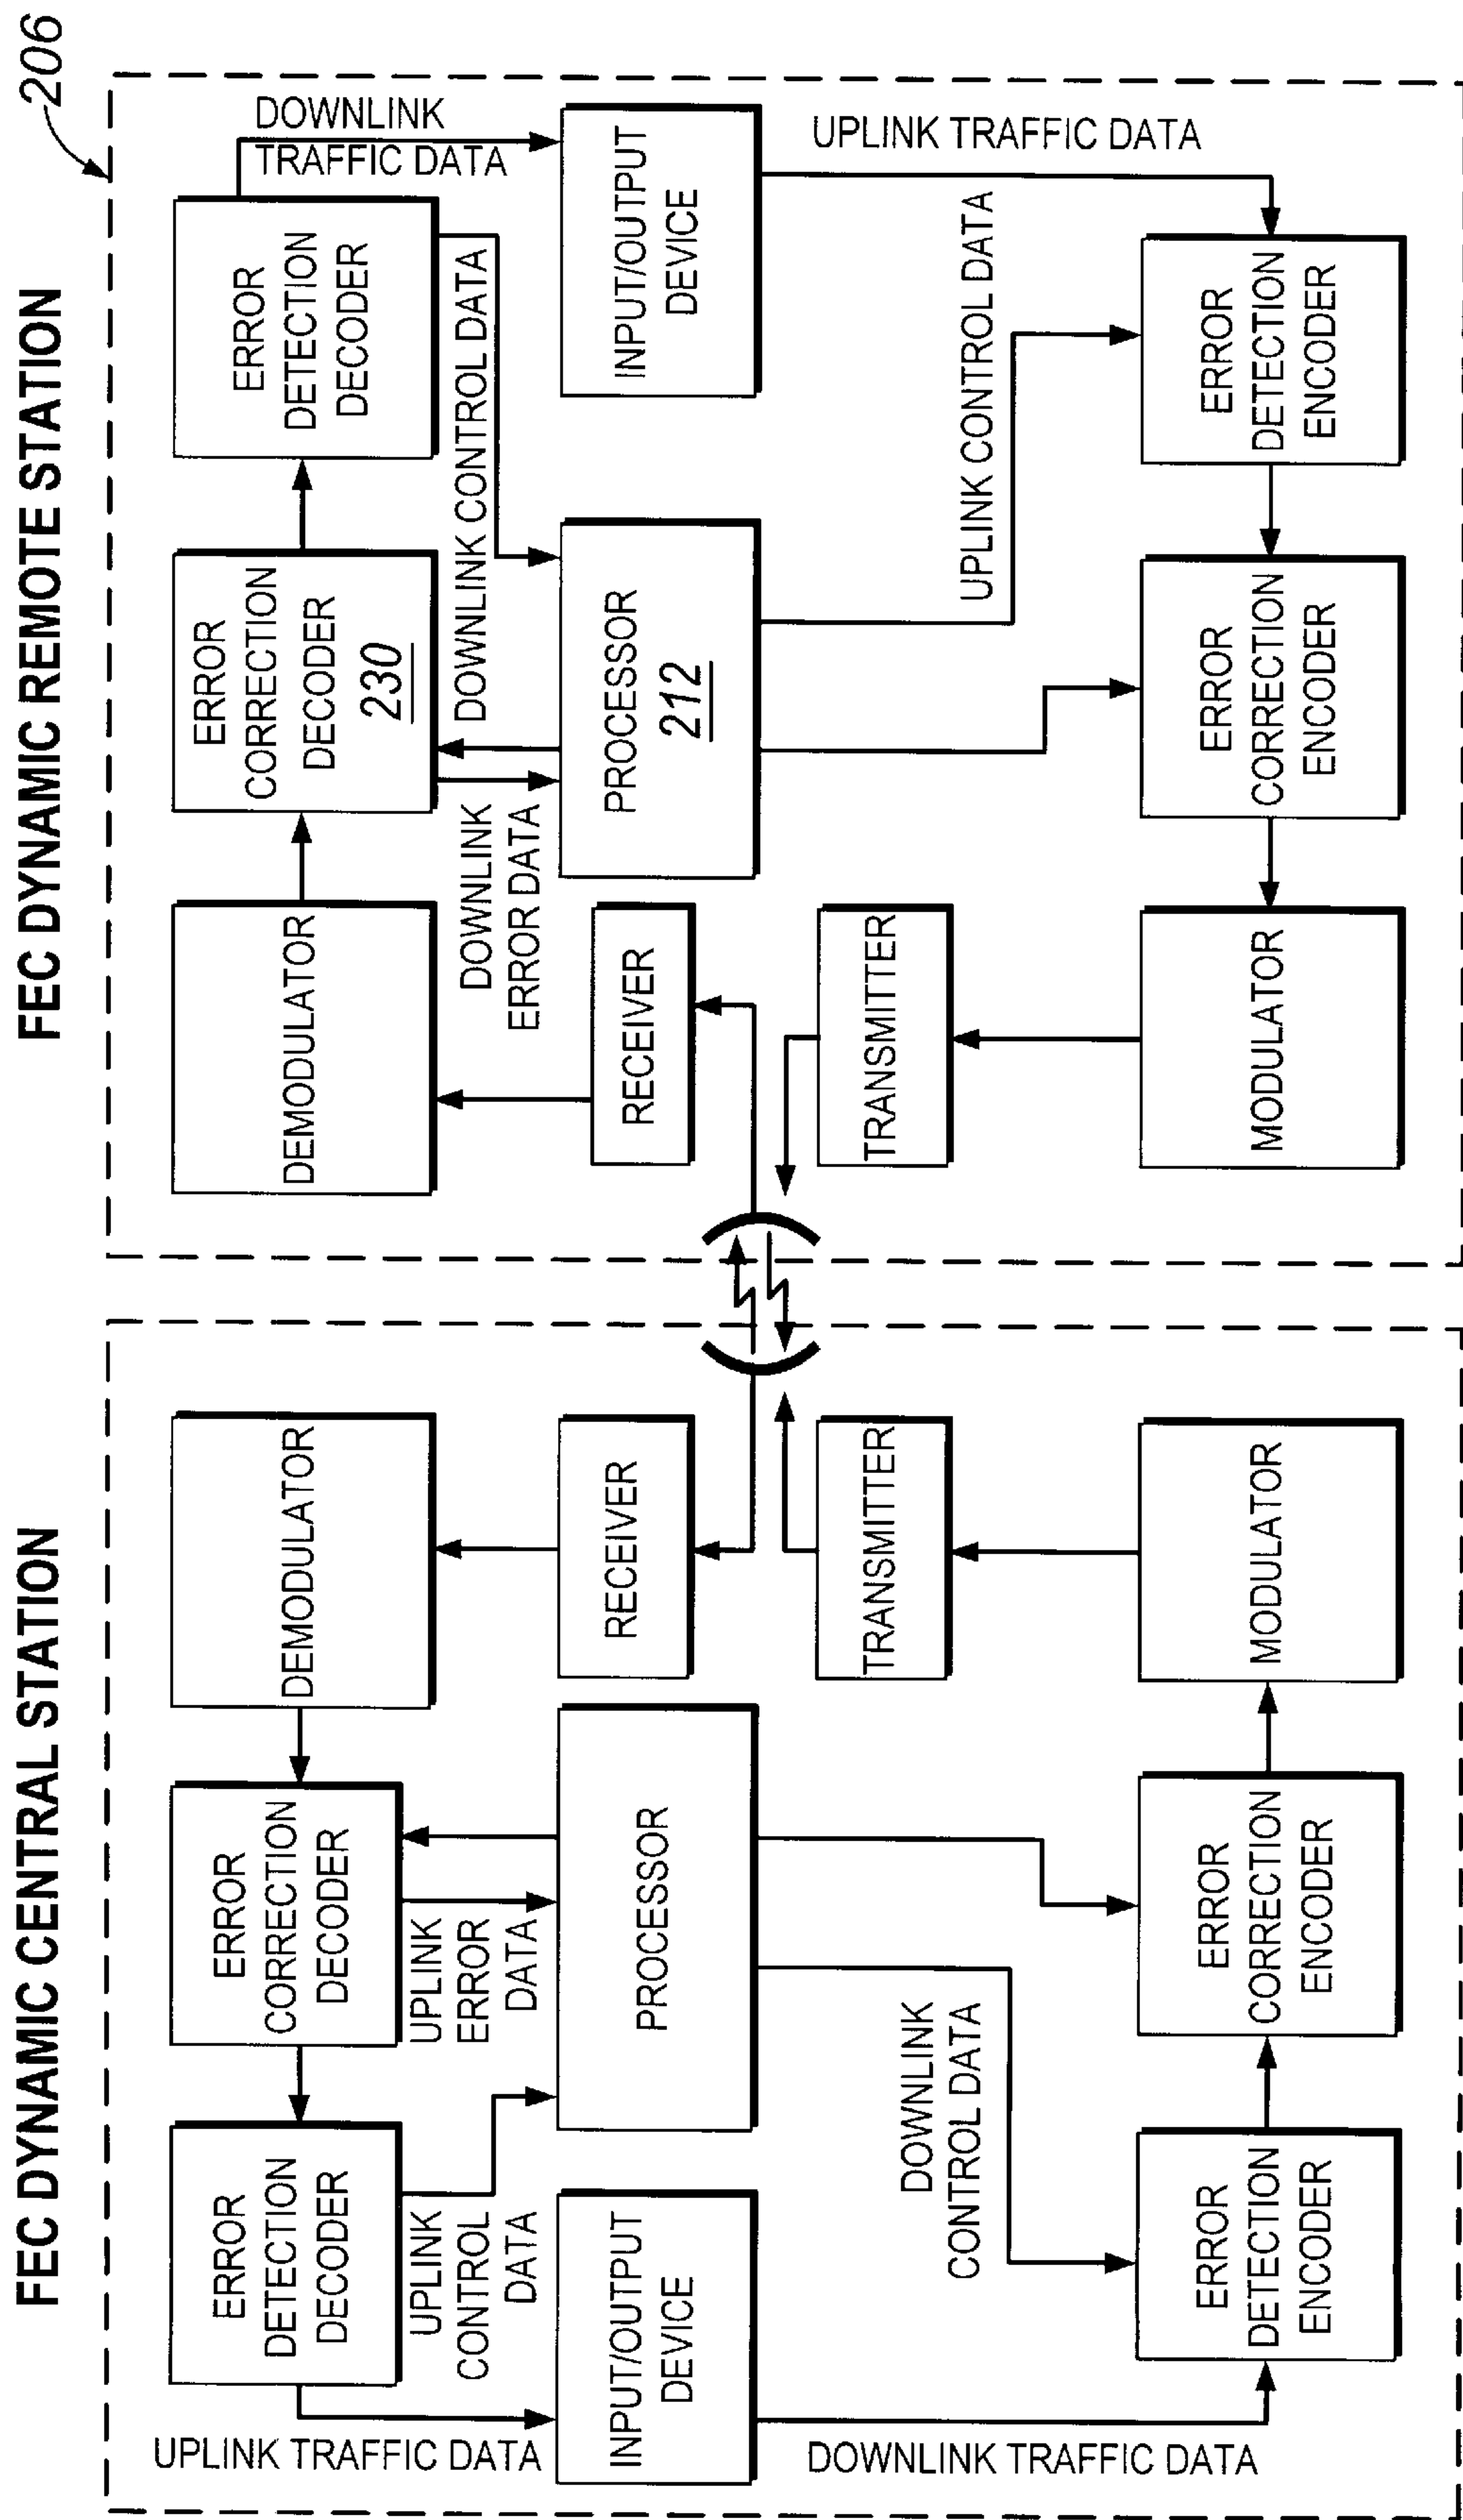 FEC DYNAMIC CENTRAL STATION
ERROR
DETECTION
DECODER
ERROR
CORRECTION
DECODER
DEMODULATOR
UPLINK TRAFFIC DATA
UPLINK
CONTROL
DATA
UPLINK
ERROR
DATA
INPUT/OUTPUT
DEVICE
PROCESSOR
RECEIVER
TRANSMITTER
DOWNLINK TRAFFIC DATA
DOWNLINK
CONTROL DATA
ERROR
DETECTION
ENCODER
ERROR
CORRECTION
ENCODER
MODULATOR
FEC DYNAMIC REMOTE STATION
206
DEMODULATOR
ERROR
CORRECTION
DECODER
230
ERROR
DETECTION
DECODER
DOWNLINK
TRAFFIC DATA
DOWNLINK
ERROR DATA
DOWNLINK CONTROL DATA
RECEIVER
PROCESSOR
212
INPUT/OUTPUT
DEVICE
TRANSMITTER
UPLINK CONTROL DATA
UPLINK TRAFFIC DATA
MODULATOR
ERROR
CORRECTION
ENCODER
ERROR
DETECTION
ENCODER